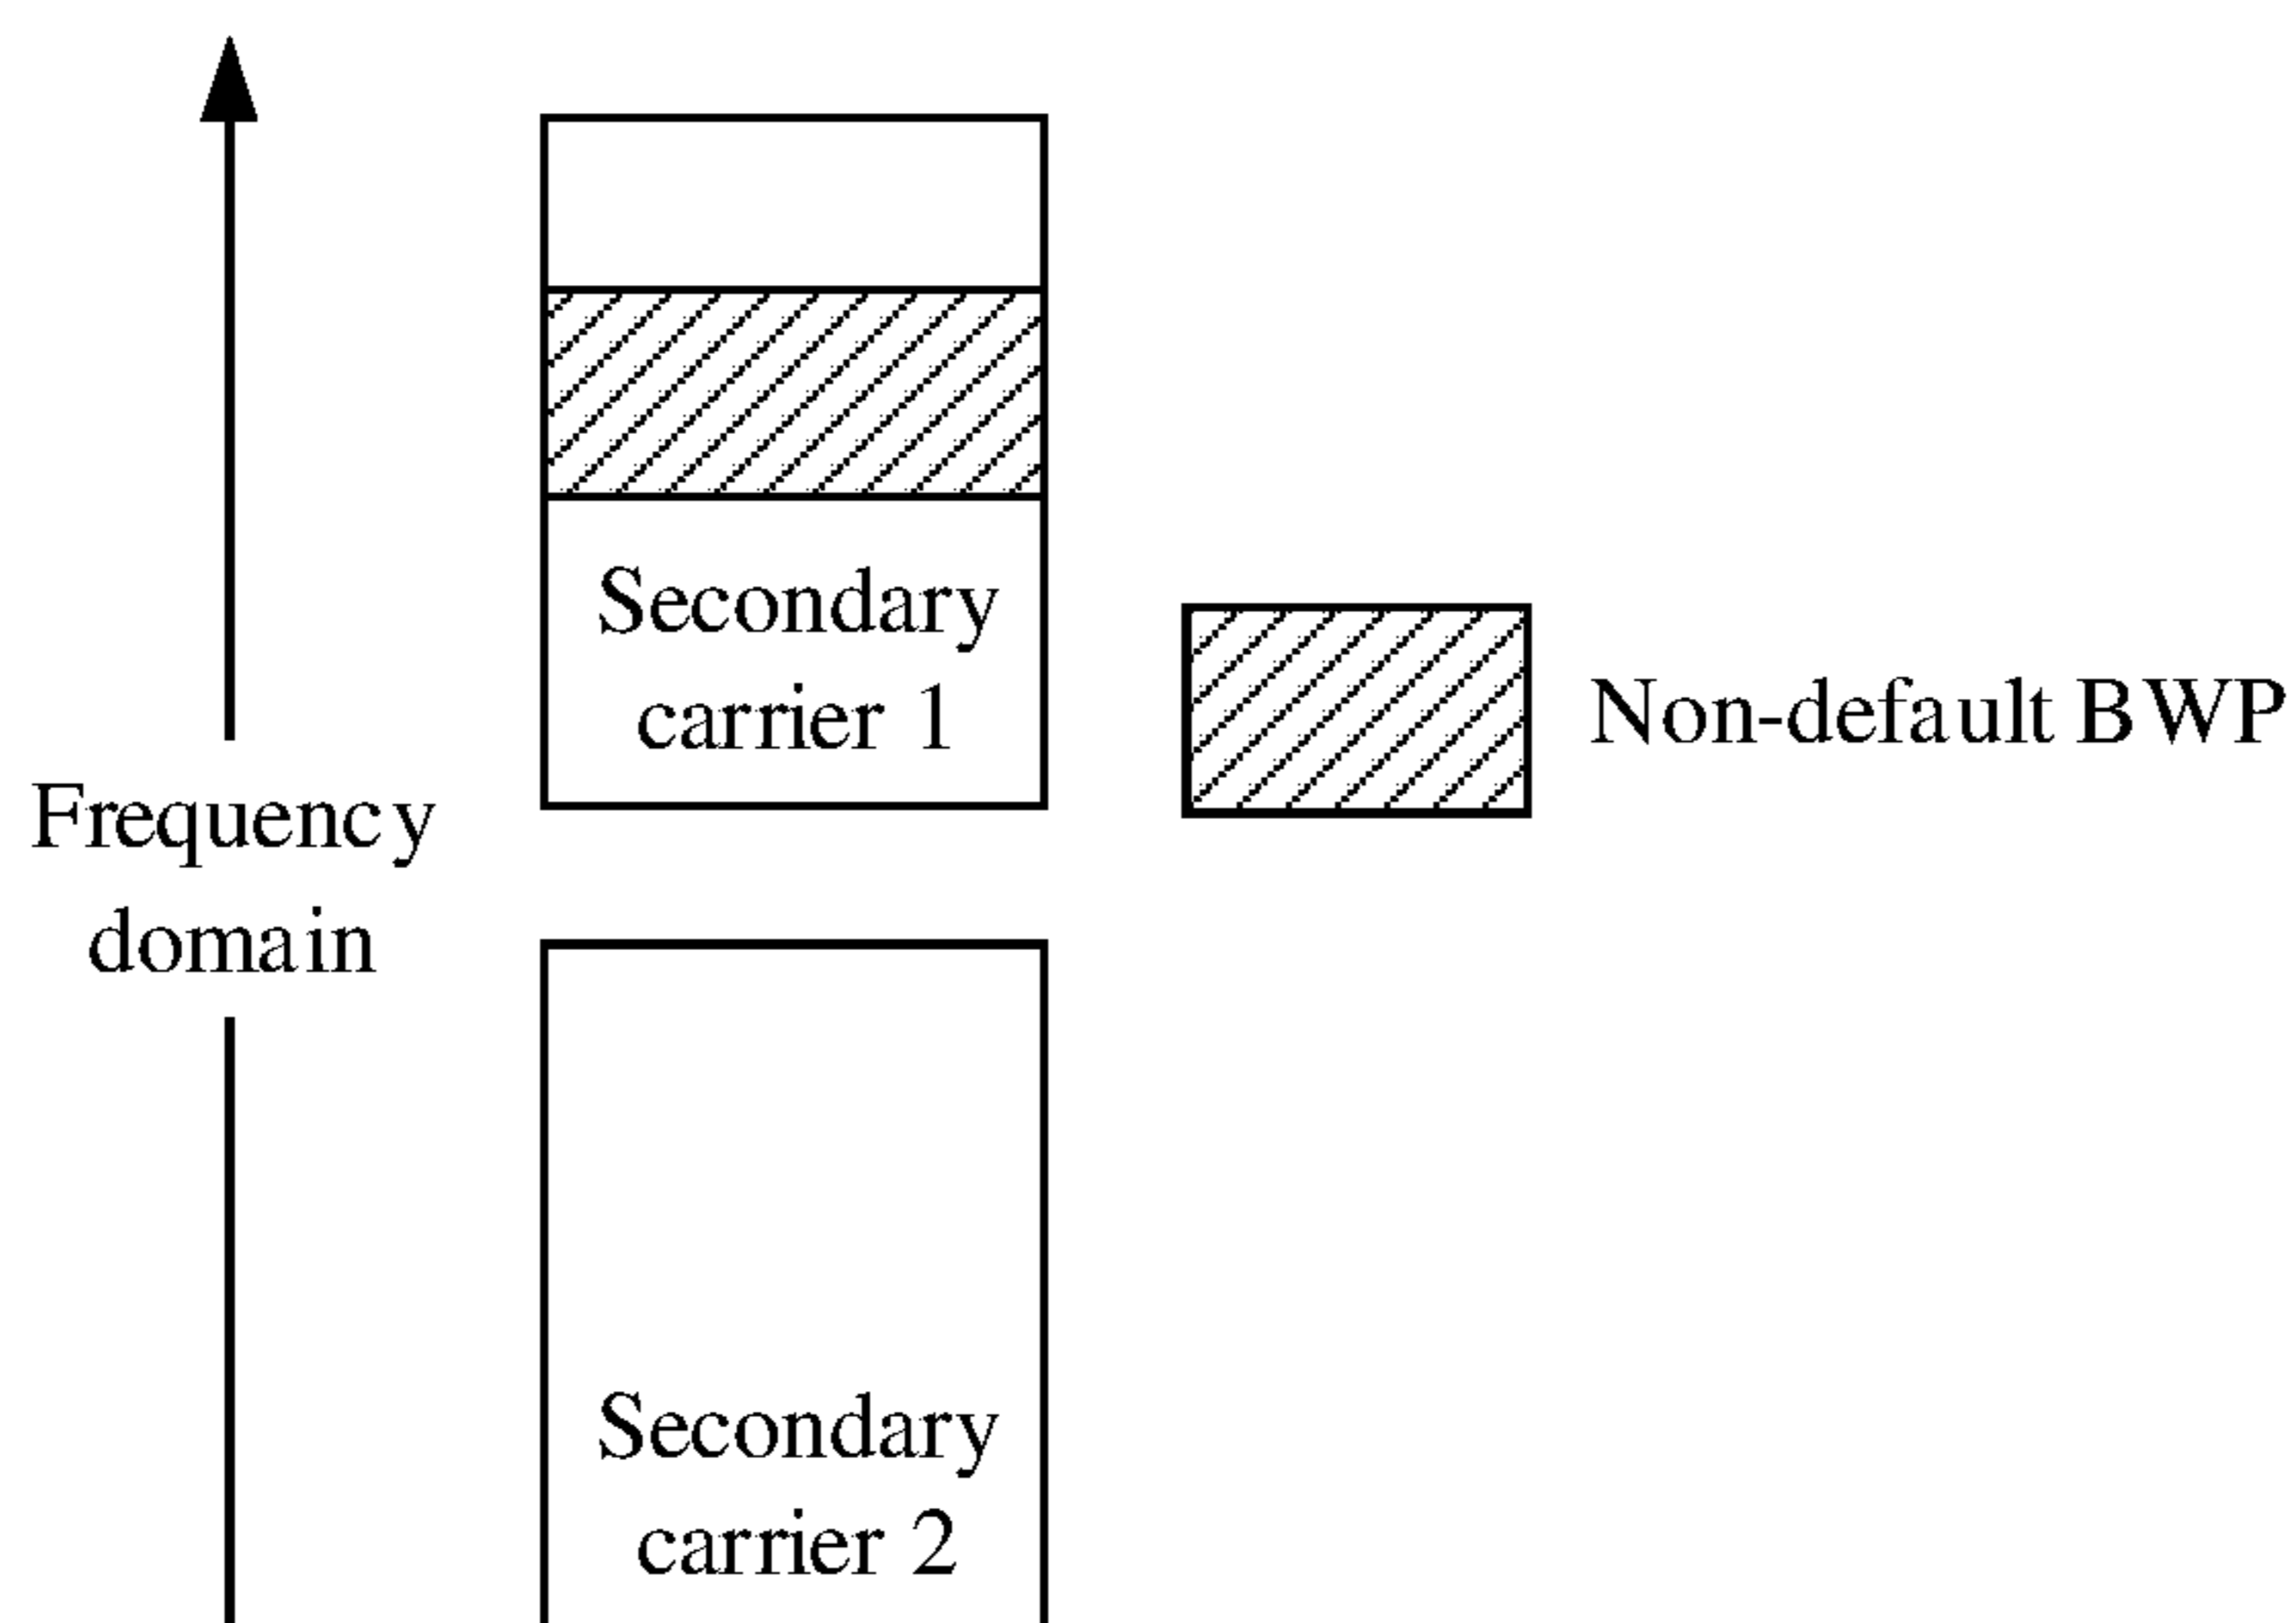 Secondary
carrier 1
Non-default BWP
Frequency
domain
Secondary
carrier 2